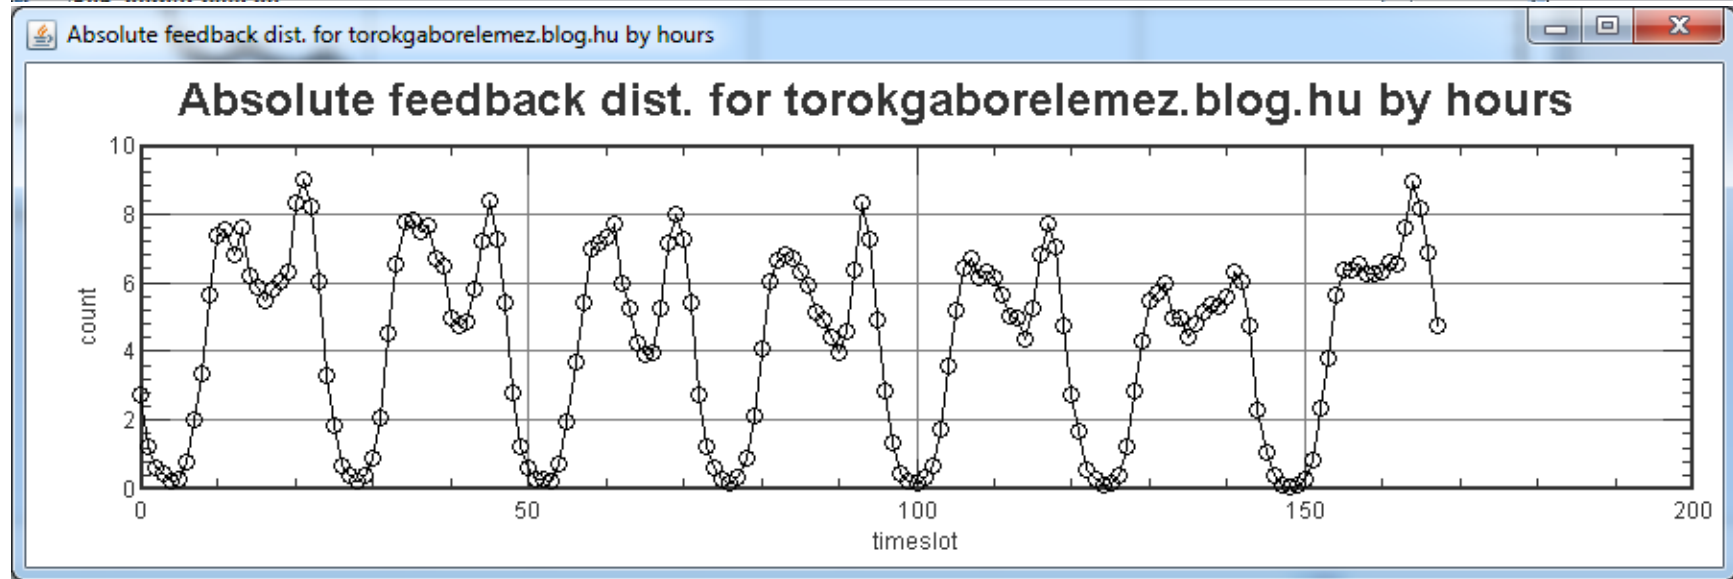 Absolute feedback dist. for torokgaborelemez.blog.hu by hours
Absolute feedback dist. for torokgaborelemez.blog.hu by hours
10
8
6
4
2
0
count
0 50 100 150 200
timeslot